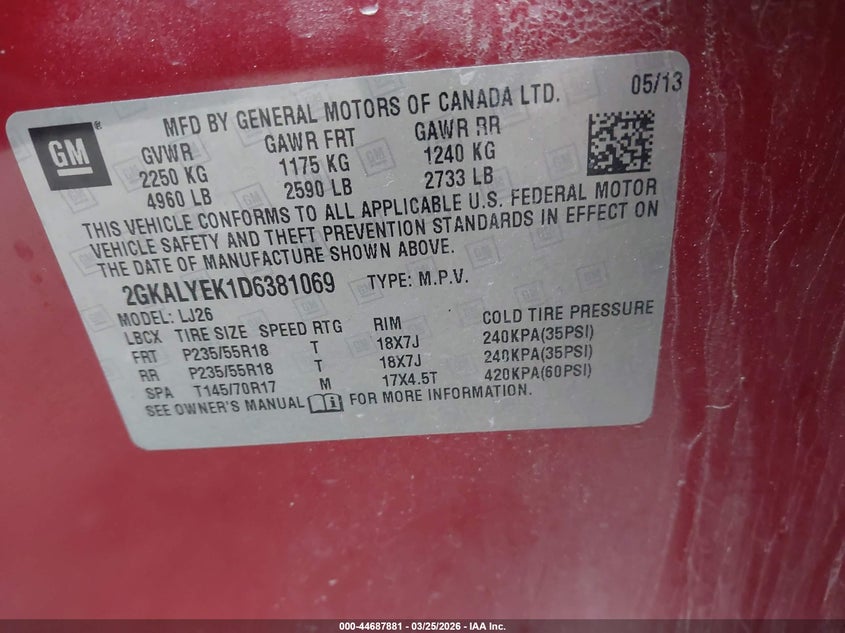 05/13
MFD BY GENERAL MOTORS OF CANADA LTD.
GM ®
GVWR GAWR FRT GAWR RR
2250 KG 1175 KG 1240 KG
4960 LB 2590 LB 2733 LB
THIS VEHICLE CONFORMS TO ALL APPLICABLE U.S. FEDERAL MOTOR
VEHICLE SAFETY AND THEFT PREVENTION STANDARDS IN EFFECT ON
THE DATE OF MANUFACTURE SHOWN ABOVE.
2GKALYEK1D6381069 TYPE: M.P.V.
MODEL: LJ26
LBCX TIRE SIZE SPEED RTG RIM COLD TIRE PRESSURE
FRT P235/55R18 T 18X7J 240KPA(35PSI)
RR P235/55R18 T 18X7J 240KPA(35PSI)
SPA T145/70R17 M 17X4.5T 420KPA(60PSI)
SEE OWNER'S MANUAL FOR MORE INFORMATION.
000-44687881 - 03/25/2026 - IAA Inc.